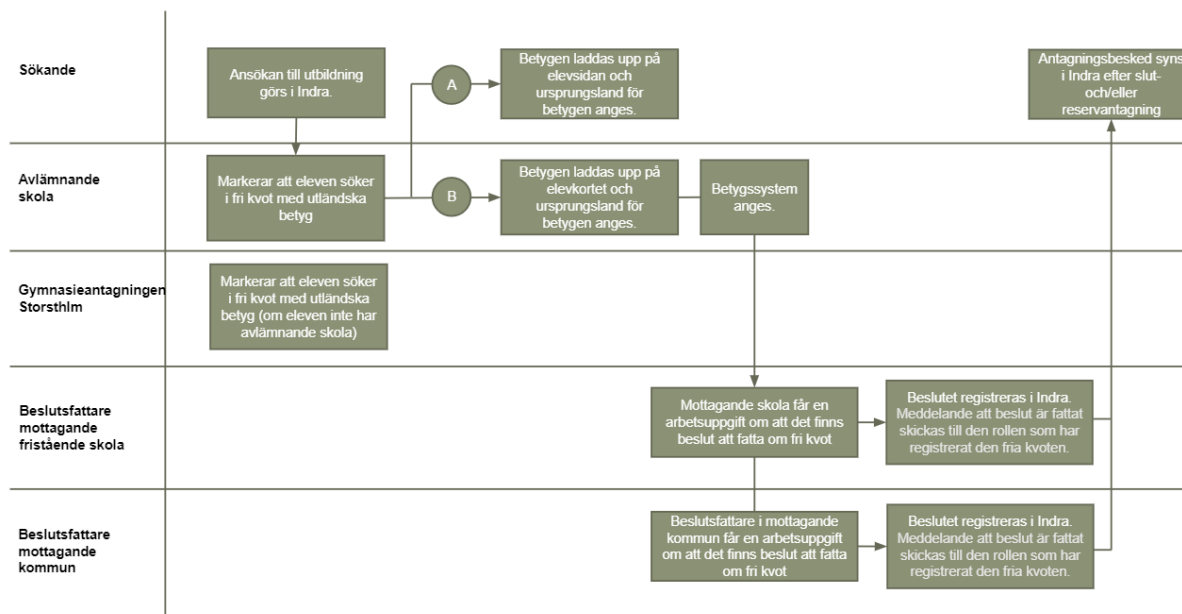 Sökande
Ansökan till utbildning
görs i Indra.
A
Betygen laddas upp på
elevsidan och
ursprungsland för
betygen anges.
Antagningsbesked syns
i Indra efter slut-
och/eller
reservantagning
Avlämnande
skola
Markerar att eleven söker
i fri kvot med utländska
betyg
B
Betygen laddas upp på
elevkortet och
ursprungsland för
betygen anges.
Betygssystem
anges.
Gymnasieantagningen
Storsthlm
Markerar att eleven söker
i fri kvot med utländska
betyg (om eleven inte har
avlämnande skola)
Beslutsfattare
mottagande
fristående skola
Mottagande skola får en
arbetsuppgift om att det finns
beslut att fatta om fri kvot
Beslutet registreras i Indra.
Meddelande att beslut är fattat
skickas till den rollen som har
registrerat den fria kvoten.
Beslutsfattare
mottagande
kommun
Beslutsfattare i mottagande
kommun får en arbetsuppgift
om att det finns beslut att fatta
om fri kvot
Beslutet registreras i Indra.
Meddelande att beslut är fattat
skickas till den rollen som har
registrerat den fria kvoten.